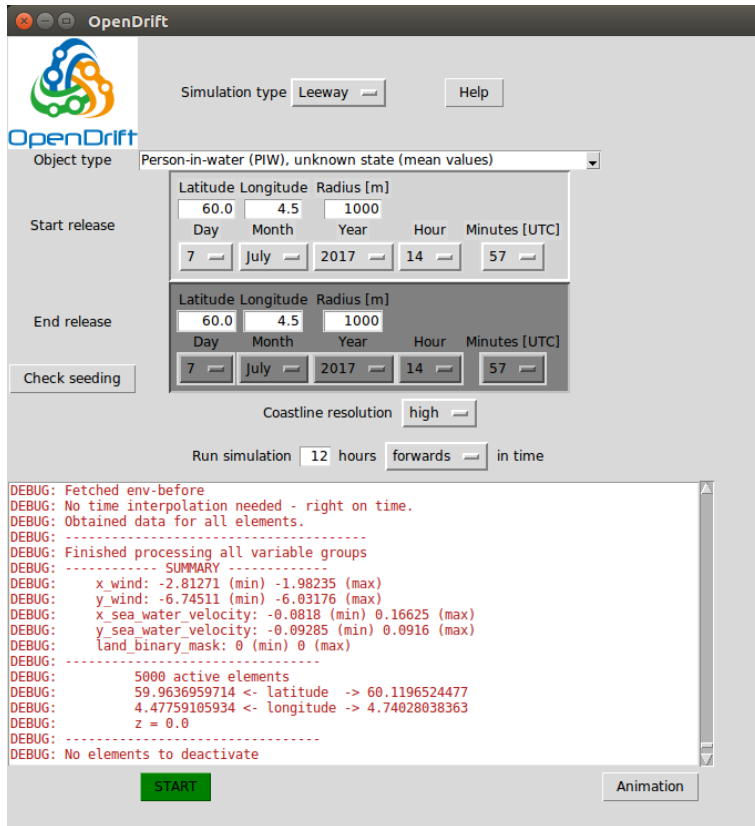 OpenDrift
Simulation type Leeway Help
OpenDrift
Object type Person-in-water (PIW), unknown state (mean values)
Latitude Longitude Radius [m]
60.0 4.5 1000
Start release
Day Month Year Hour Minutes [UTC]
7 July 2017 14 57
Latitude Longitude Radius [m]
End release
60.0 4.5 1000
Day Month Year Hour Minutes [UTC]
7 July 2017 14 57
Check seeding
Coastline resolution high
Run simulation 12 hours forwards in time
DEBUG: Fetched env-before
DEBUG: No time interpolation needed - right on time.
DEBUG: Obtained data for all elements.
DEBUG: ----------------------------------------
DEBUG: Finished processing all variable groups
DEBUG: ------------ SUMMARY -------------
DEBUG: x_wind: -2.81271 (min) -1.98235 (max)
DEBUG: y_wind: -6.74511 (min) -6.03176 (max)
DEBUG: x_sea_water_velocity: -0.0818 (min) 0.16625 (max)
DEBUG: y_sea_water_velocity: -0.09285 (min) 0.0916 (max)
DEBUG: land_binary_mask: 0 (min) 0 (max)
DEBUG: ----------------------------------
DEBUG: 5000 active elements
DEBUG: 59.9636959714 <- latitude -> 60.1196524477
DEBUG: 4.47759105934 <- longitude -> 4.74028038363
DEBUG: z = 0.0
DEBUG: ----------------------------------
DEBUG: No elements to deactivate
START Animation